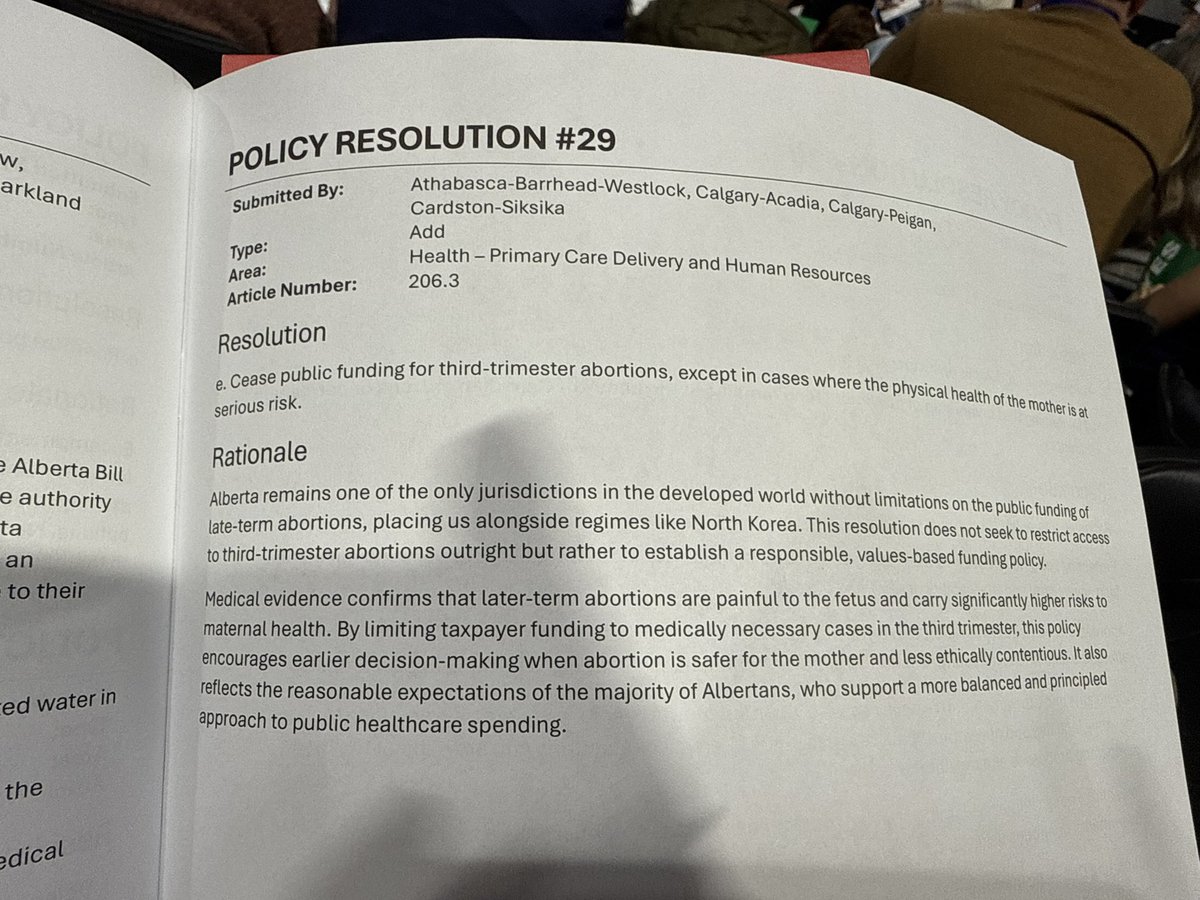 w,
arkland
e Alberta Bill
e authority
ta
an
to their
ed water in
the
edical
POLICY RESOLUTION #29
Submitted By: Athabasca-Barrhead-Westlock, Calgary-Acadia, Calgary-Peigan,
Cardston-Siksika
Type: Add
Area: Health – Primary Care Delivery and Human Resources
Article Number: 206.3
Resolution
e. Cease public funding for third-trimester abortions, except in cases where the physical health of the mother is at
serious risk.
Rationale
Alberta remains one of the only jurisdictions in the developed world without limitations on the public funding of
late-term abortions, placing us alongside regimes like North Korea. This resolution does not seek to restrict access
to third-trimester abortions outright but rather to establish a responsible, values-based funding policy.
Medical evidence confirms that later-term abortions are painful to the fetus and carry significantly higher risks to
maternal health. By limiting taxpayer funding to medically necessary cases in the third trimester, this policy
encourages earlier decision-making when abortion is safer for the mother and less ethically contentious. It also
reflects the reasonable expectations of the majority of Albertans, who support a more balanced and principled
approach to public healthcare spending.